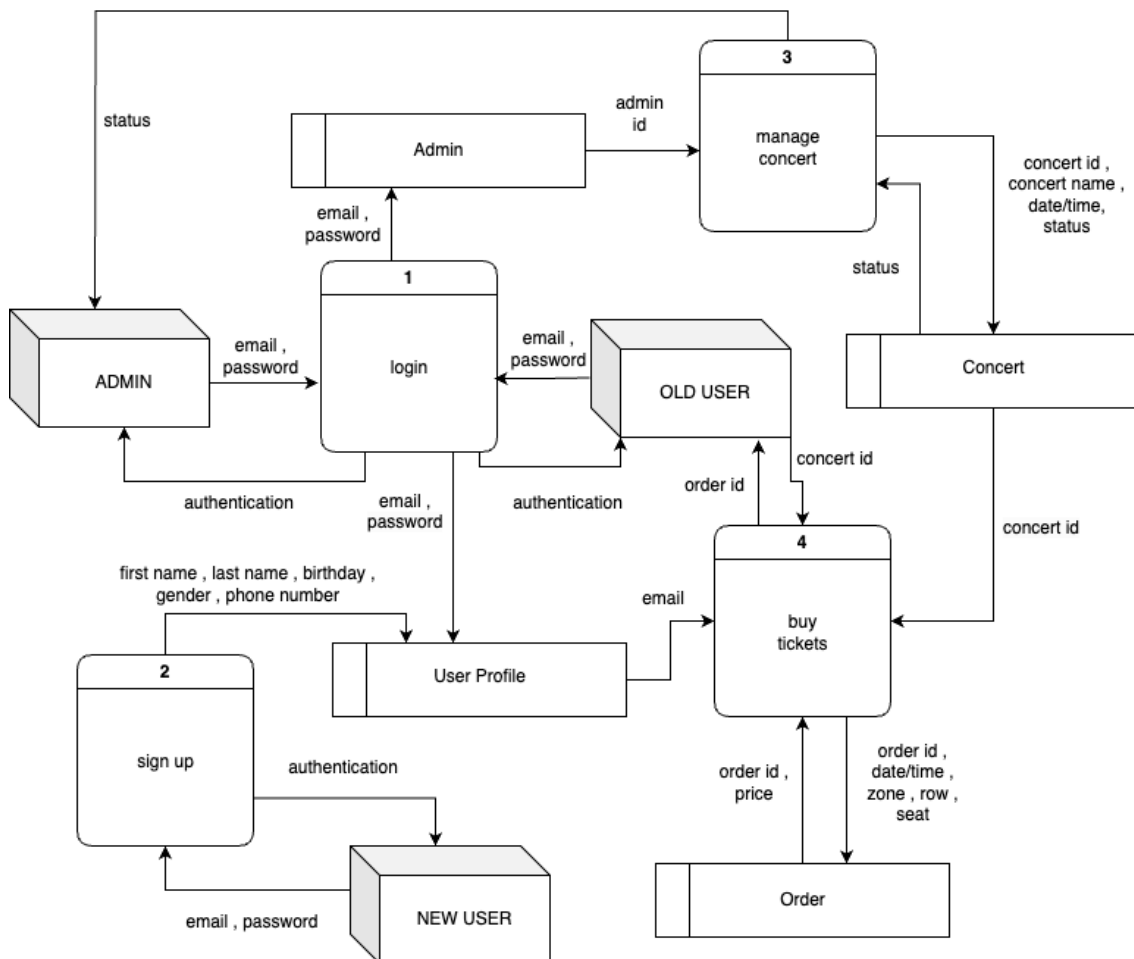 3
status
admin
id
Admin
manage
concert
concert id ,
concert name ,
date/time,
status
email ,
password
status
1
email ,
password
email ,
password
login
ADMIN
OLD USER
Concert
concert id
order id
authentication
email ,
password
authentication
4
concert id
first name , last name , birthday ,
gender , phone number
email
buy
tickets
2
User Profile
sign up
authentication
order id ,
price
order id ,
date/time ,
zone , row ,
seat
Order
email , password
NEW USER